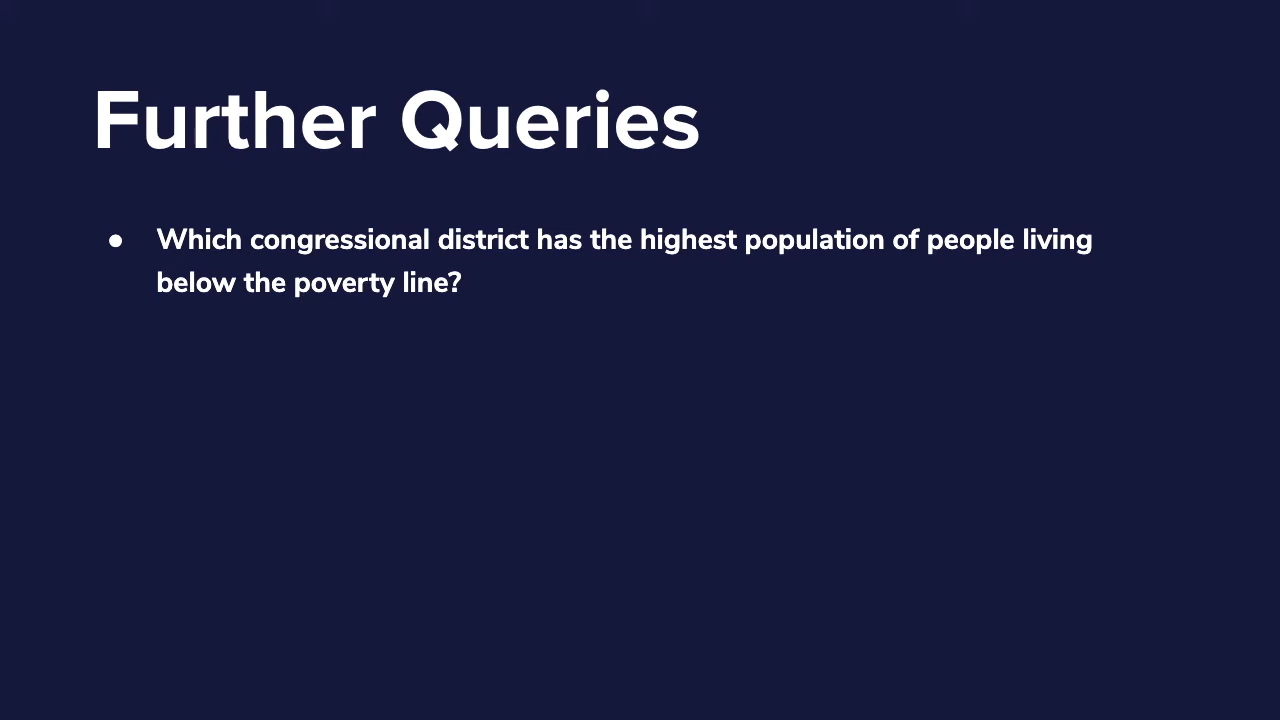 Further Queries
● Which congressional district has the highest population of people living
below the poverty line?